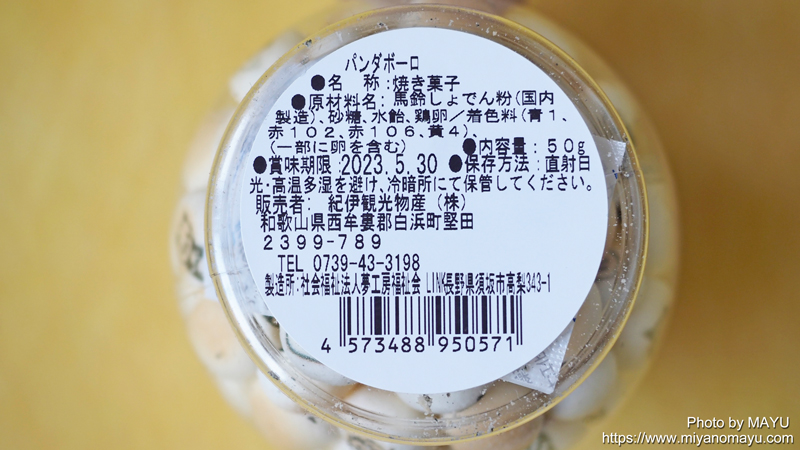 パンダボーロ
●名　称：焼き菓子
●原材料名：馬鈴しょでん粉（国内
製造）、砂糖、水飴、鶏卵／着色料（青１、
赤１０２、赤１０６、黄４）、
（一部に卵を含む）　●内容量：５０ｇ
●賞味期限：2023.5.30 ●保存方法：直射日
光・高温多湿を避け、冷暗所にて保管してください。
販売者：　紀伊観光物産（株）
和歌山県西牟婁郡白浜町堅田
２３９９-７８９
TEL 0739-43-3198
製造所：社会福祉法人夢工房福祉会 LINK長野県須坂市高梨343-1
4 573488 950571
Photo by MAYU
https://www.miyanomayu.com